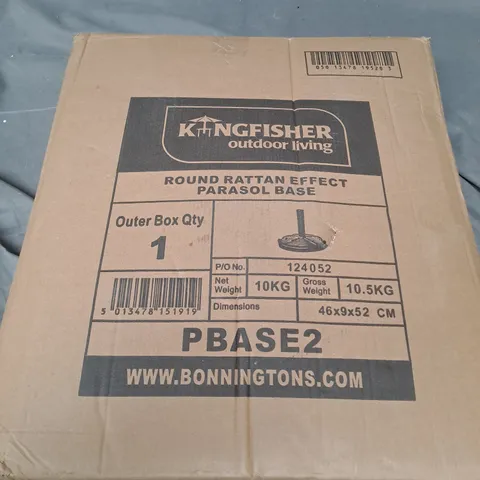 5013478195283
KINGFISHER
outdoor living
ROUND RATTAN EFFECT
PARASOL BASE
Outer Box Qty
1
P/O No. 124052
Net Weight 10KG Gross Weight 10.5KG
Dimensions 46x9x52 CM
5 013478 151919
PBASE2
WWW.BONNINGTONS.COM